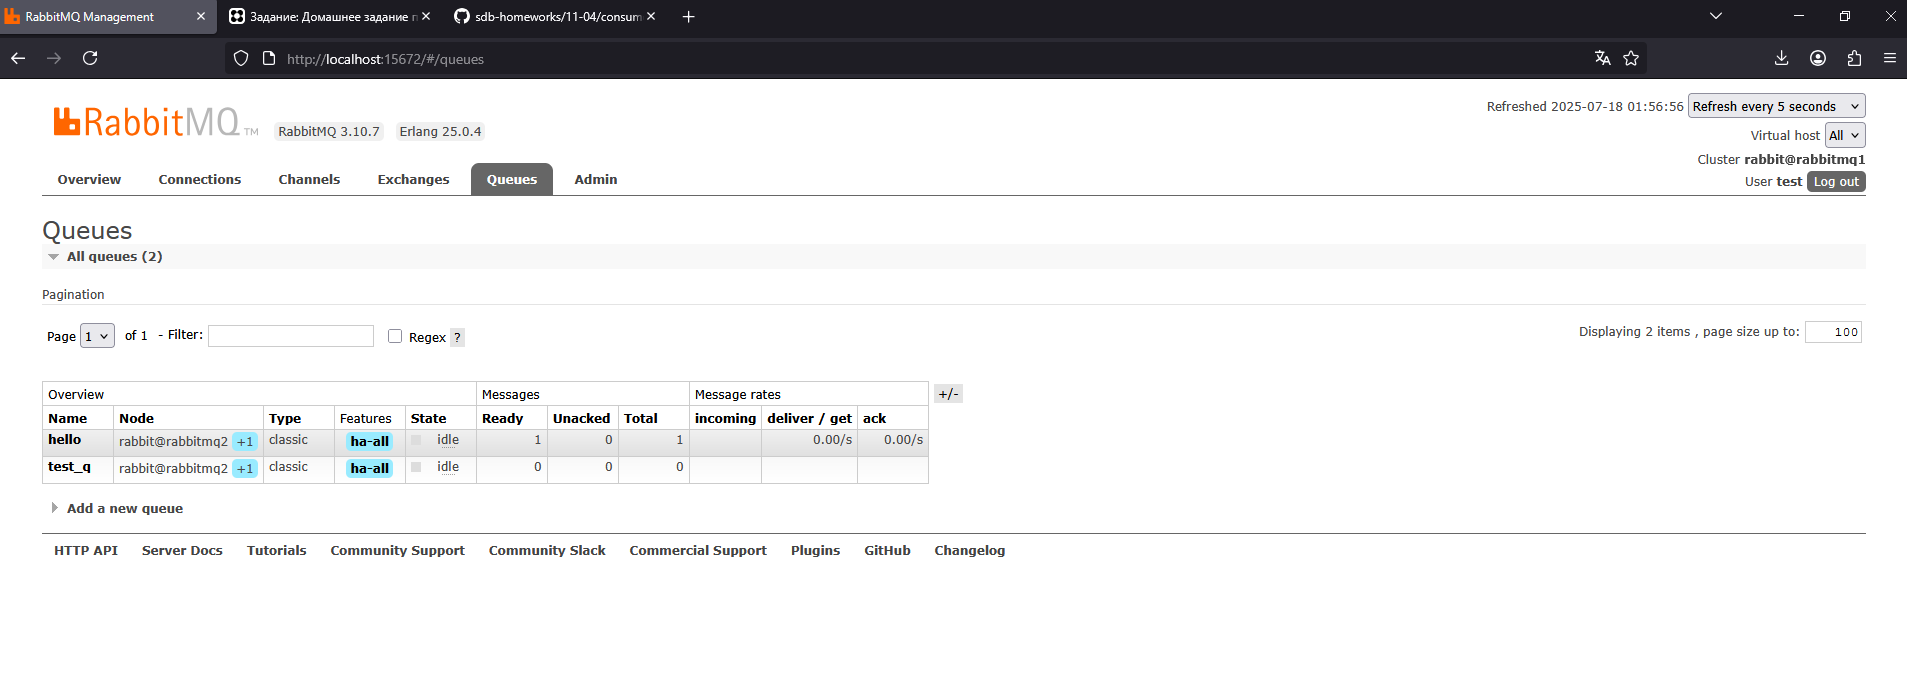 RabbitMQ Management
Задание: Домашнее задание п
sdb-homeworks/11-04/consum
http://localhost:15672/#/queues
RabbitMQ TM
RabbitMQ 3.10.7 Erlang 25.0.4
Refreshed 2025-07-18 01:56:56 Refresh every 5 seconds
Virtual host All
Cluster rabbit@rabbitmq1
User test Log out
Overview Connections Channels Exchanges Queues Admin
Queues
All queues (2)
Pagination
Page 1 of 1 - Filter: Regex ?
Displaying 2 items , page size up to: 100
Overview Messages Message rates +/-
Name Node Type Features State Ready Unacked Total incoming deliver / get ack
hello rabbit@rabbitmq2 +1 classic ha-all idle 1 0 1 0.00/s 0.00/s
test_q rabbit@rabbitmq2 +1 classic ha-all idle 0 0 0
Add a new queue
HTTP API Server Docs Tutorials Community Support Community Slack Commercial Support Plugins GitHub Changelog